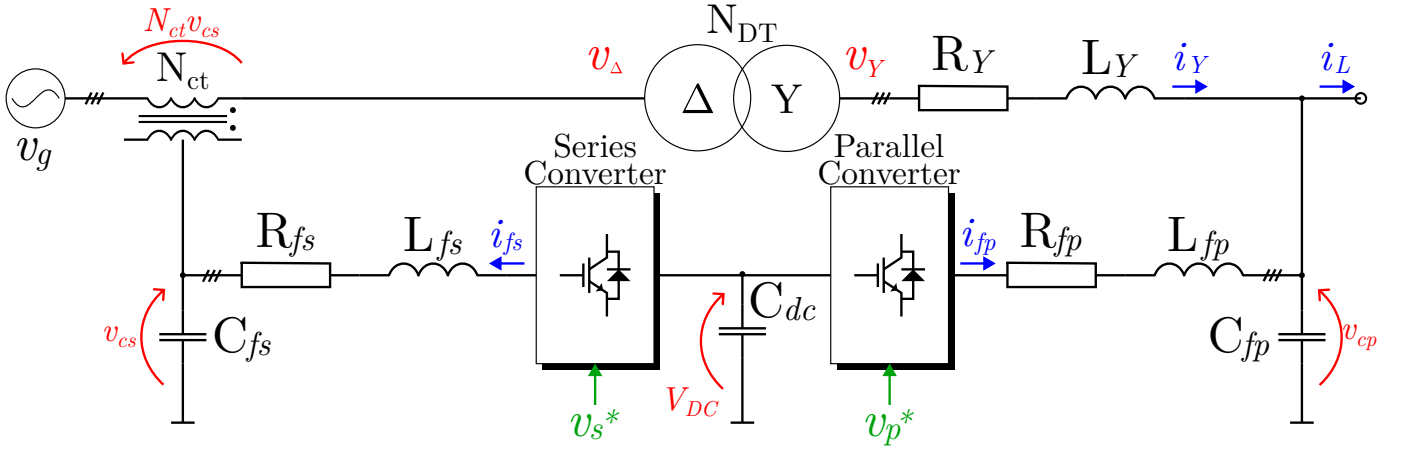 N_ct v_cs
N_ct
v_g
v_Δ
N_DT
Δ
Y
v_Y
R_Y
L_Y
i_Y
i_L
Series
Converter
Parallel
Converter
R_fs
L_fs
i_fs
i_fp
R_fp
L_fp
v_cs
C_fs
C_dc
V_DC
C_fp
v_cp
v_s*
v_p*